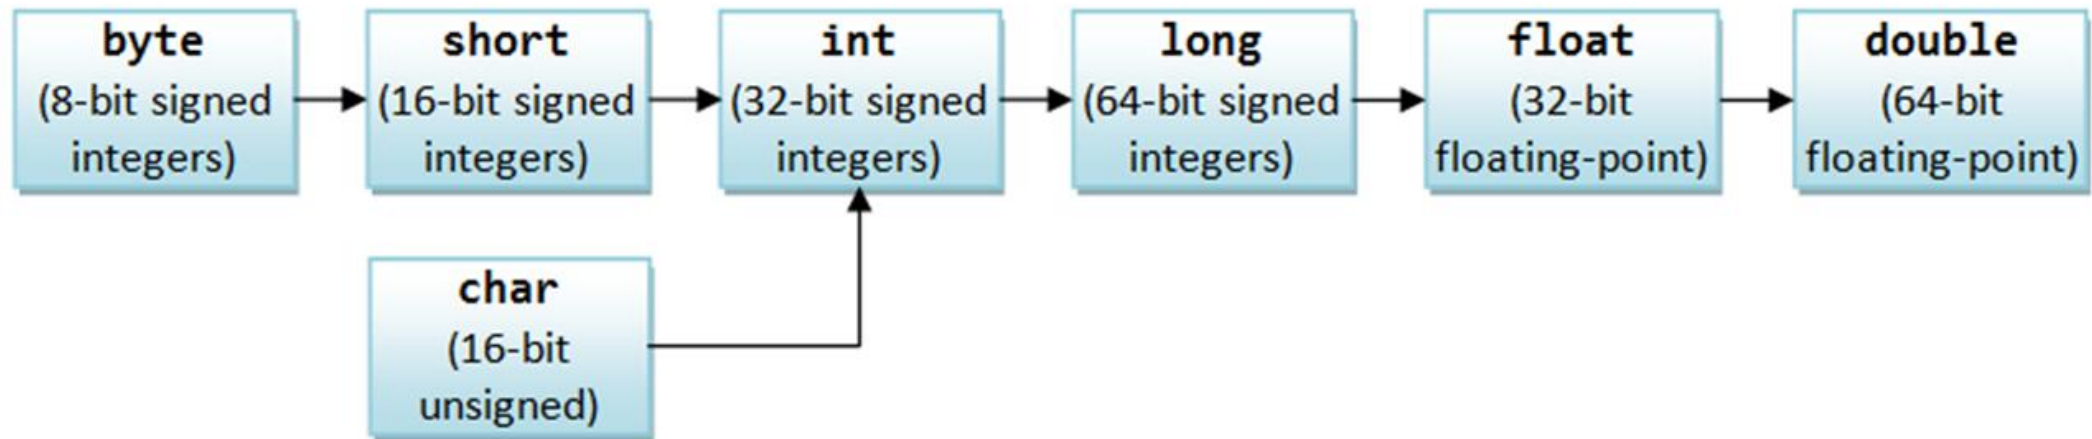 byte
(8-bit signed
integers)
short
(16-bit signed
integers)
int
(32-bit signed
integers)
long
(64-bit signed
integers)
float
(32-bit
floating-point)
double
(64-bit
floating-point)
char
(16-bit
unsigned)